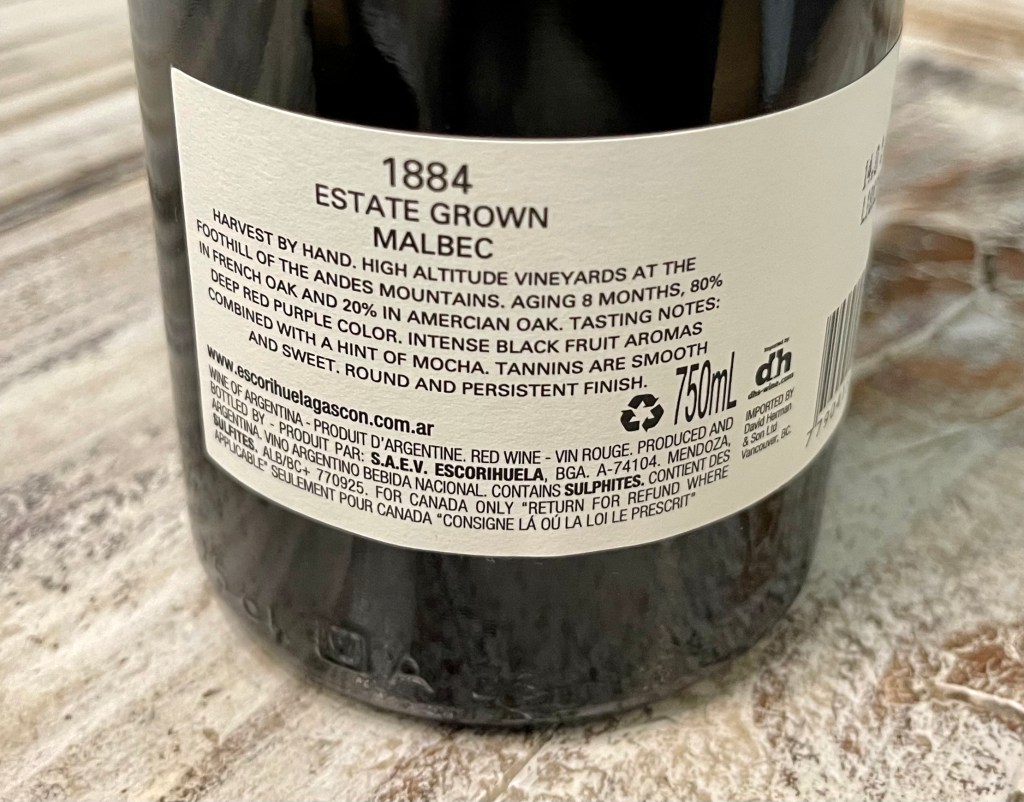 1884
ESTATE GROWN
MALBEC
HARVEST BY HAND. HIGH ALTITUDE VINEYARDS AT THE
FOOTHILL OF THE ANDES MOUNTAINS. AGING 8 MONTHS, 80%
IN FRENCH OAK AND 20% IN AMERCIAN OAK. TASTING NOTES:
DEEP RED PURPLE COLOR. INTENSE BLACK FRUIT AROMAS
COMBINED WITH A HINT OF MOCHA. TANNINS ARE SMOOTH
AND SWEET. ROUND AND PERSISTENT FINISH.
www.escorihuelagascon.com.ar
WINE OF ARGENTINA - PRODUIT D'ARGENTINE. RED WINE - VIN ROUGE. PRODUCED AND
BOTTLED BY - PRODUIT PAR: S.A.E.V. ESCORIHUELA, BGA. A-74104. MENDOZA,
ARGENTINA. VINO ARGENTINO BEBIDA NACIONAL. CONTAINS SULPHITES. CONTIENT DES
SULFITES. ALB/BC+ 770925. FOR CANADA ONLY "RETURN FOR REFUND WHERE
APPLICABLE" SEULEMENT POUR CANADA "CONSIGNE LÁ OÚ LA LOI LE PRESCRIT"
750mL
Imported by
dh
dhs-wine.com
IMPORTED BY
David Herman
& Son Ltd
Vancouver, BC.